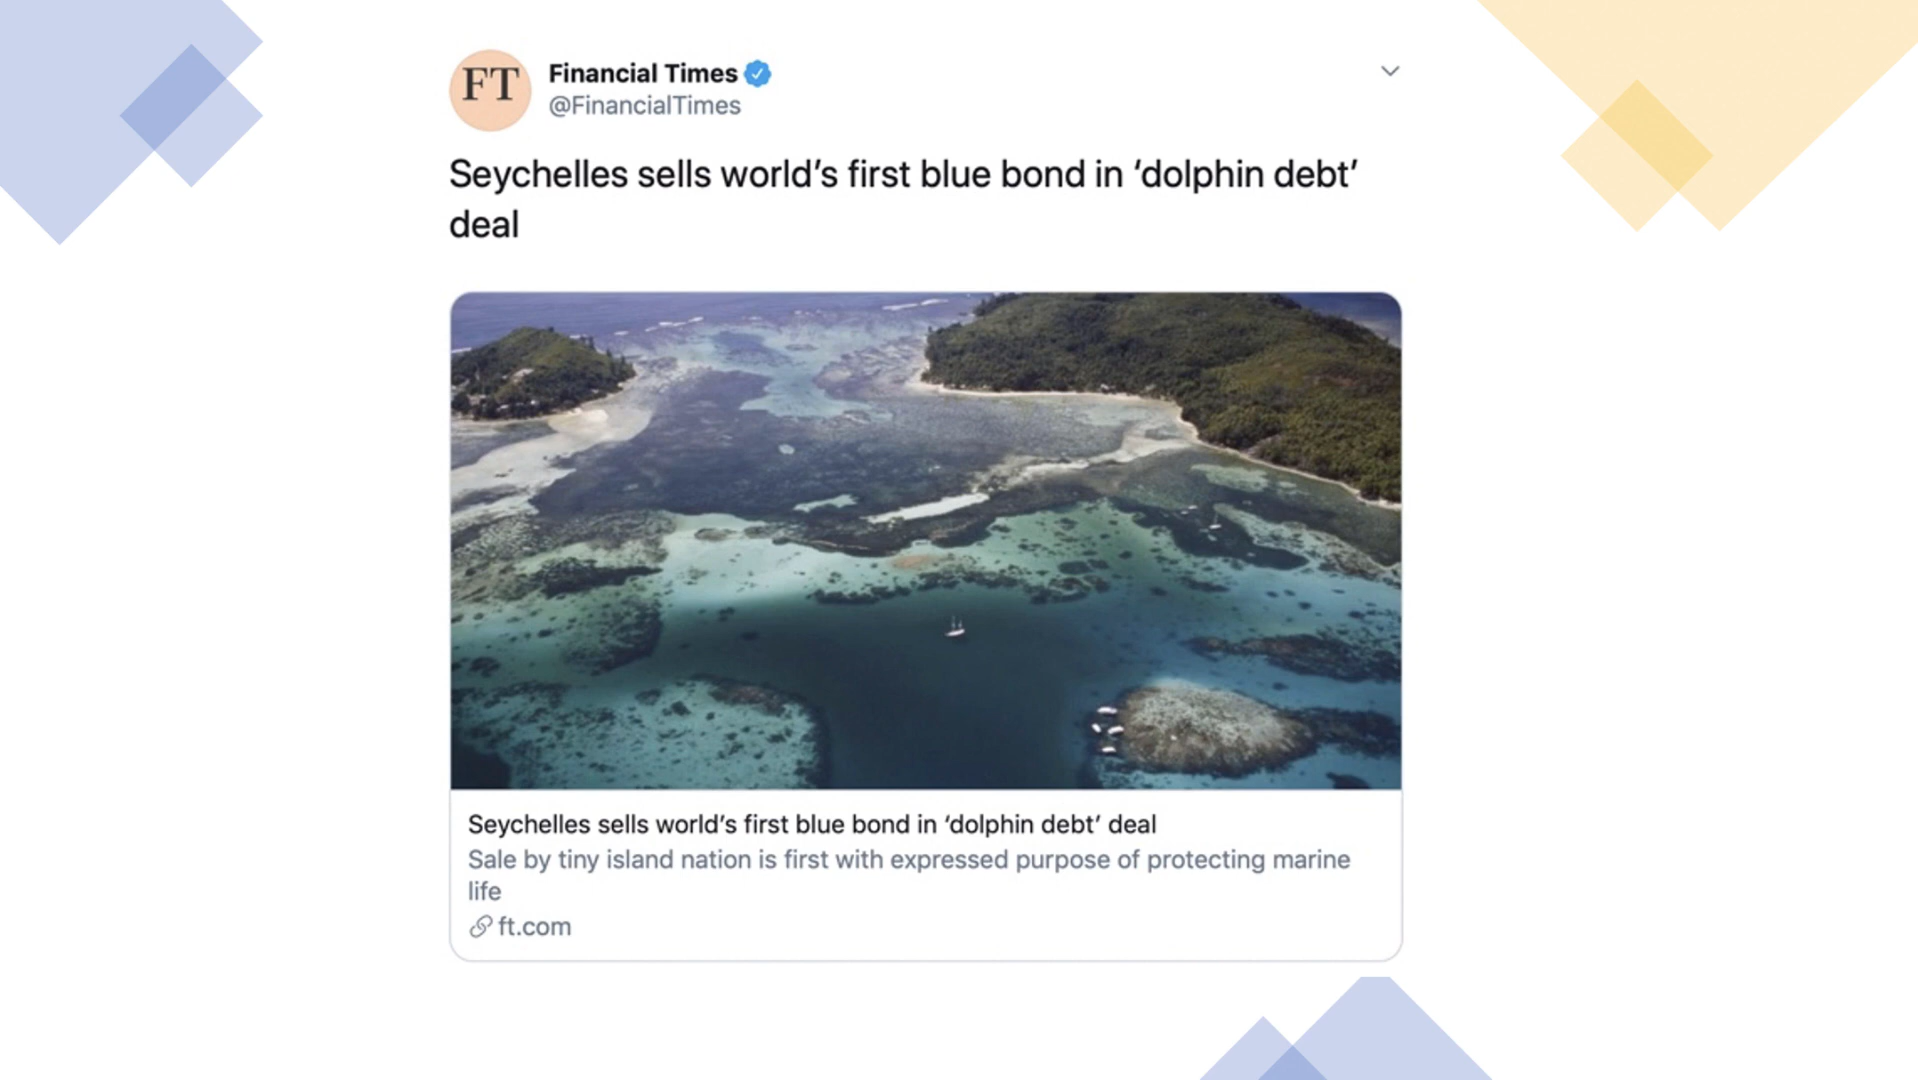 FT
Financial Times
@FinancialTimes
Seychelles sells world’s first blue bond in ‘dolphin debt’
deal
Seychelles sells world’s first blue bond in ‘dolphin debt’ deal
Sale by tiny island nation is first with expressed purpose of protecting marine
life
ft.com